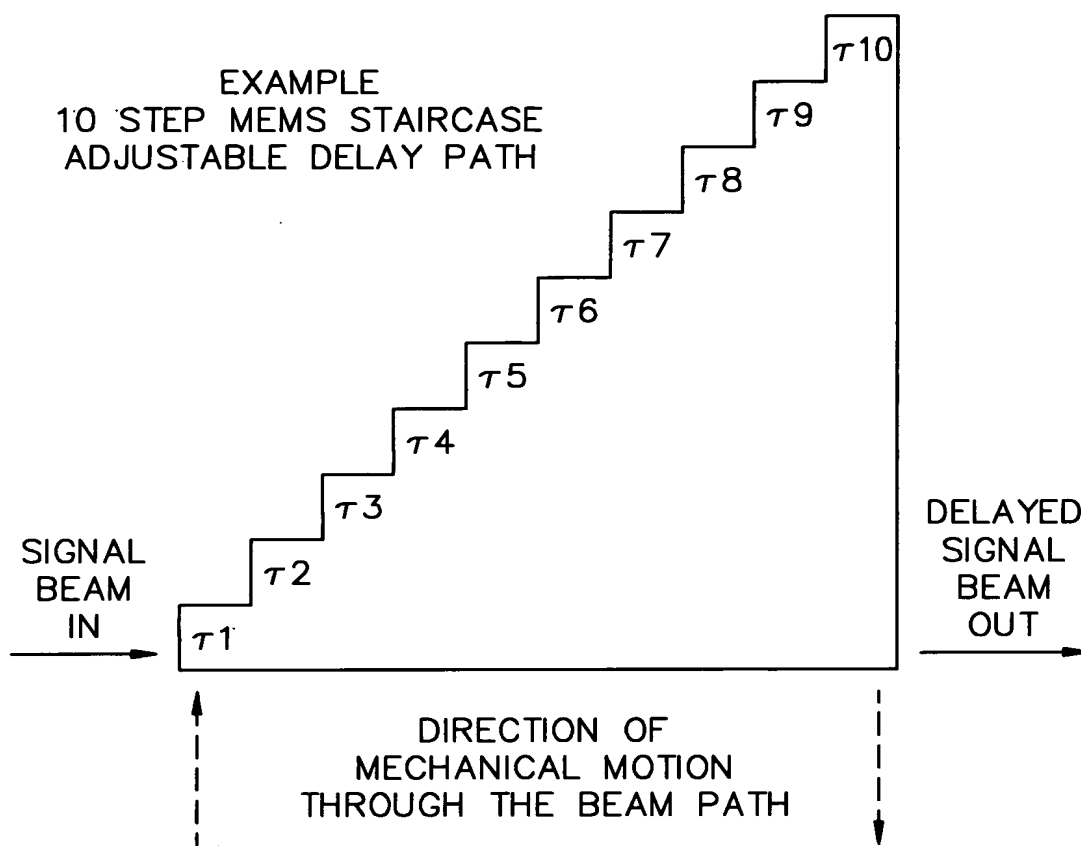 EXAMPLE
10 STEP MEMS STAIRCASE
ADJUSTABLE DELAY PATH
τ10
τ9
τ8
τ7
τ6
τ5
τ4
τ3
τ2
τ1
SIGNAL
BEAM
IN
DELAYED
SIGNAL
BEAM
OUT
DIRECTION OF
MECHANICAL MOTION
THROUGH THE BEAM PATH